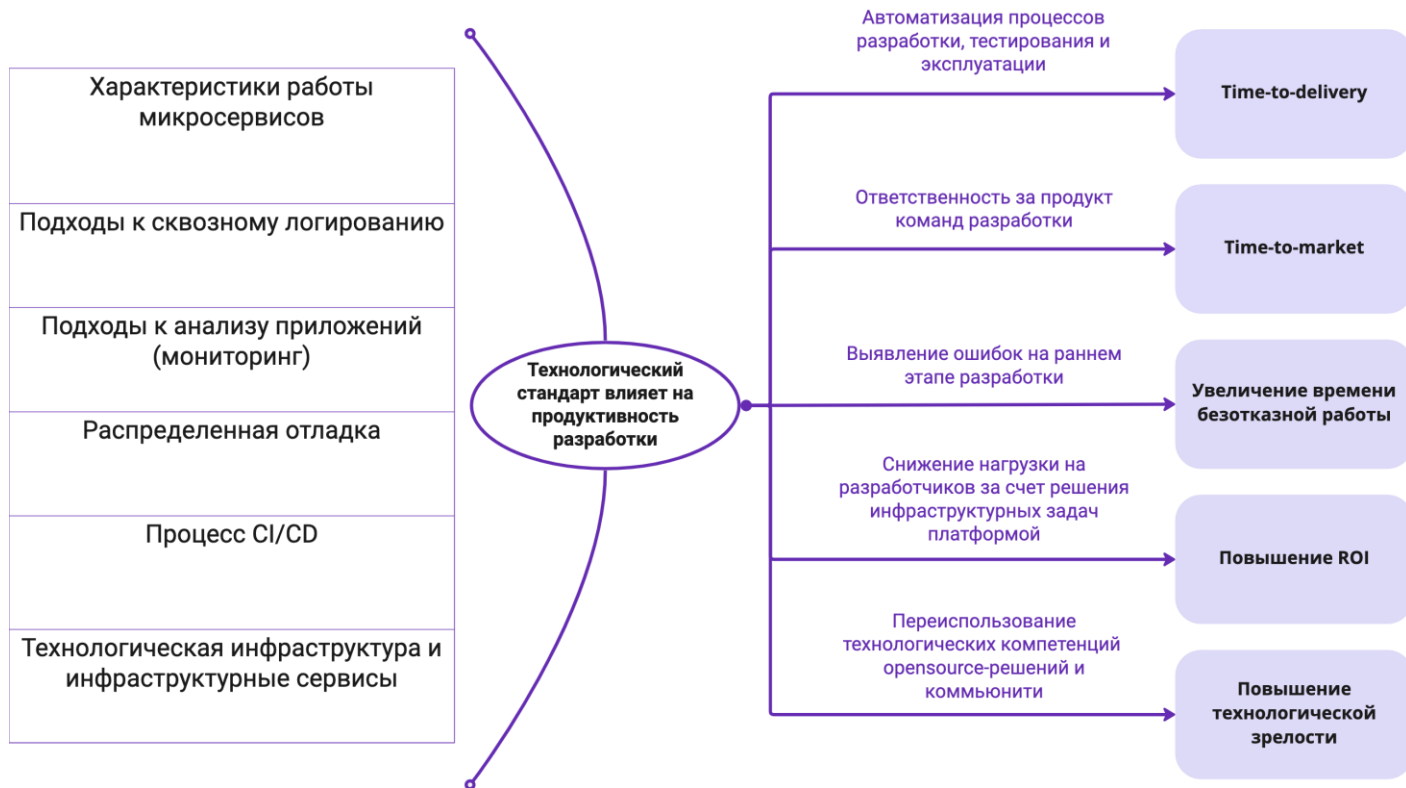 Характеристики работы
микросервисов
Подходы к сквозному логированию
Подходы к анализу приложений
(мониторинг)
Распределенная отладка
Процесс CI/CD
Технологическая инфраструктура и
инфраструктурные сервисы
Технологический
стандарт влияет на
продуктивность
разработки
Автоматизация процессов
разработки, тестирования и
эксплуатации
Time-to-delivery
Ответственность за продукт
команд разработки
Time-to-market
Выявление ошибок на раннем
этапе разработки
Увеличение времени
безотказной работы
Снижение нагрузки на
разработчиков за счет решения
инфраструктурных задач
платформой
Повышение ROI
Переиспользование
технологических компетенций
opensource-решений и
коммьюнити
Повышение
технологической
зрелости